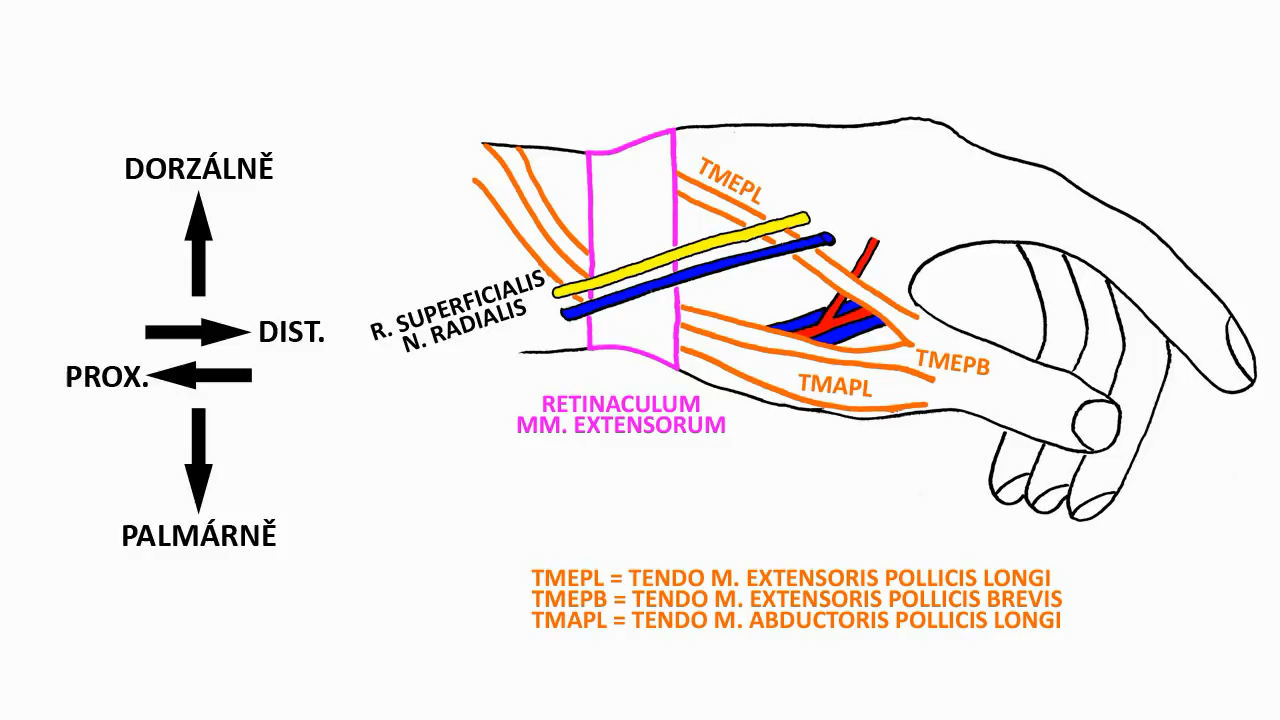 DORZÁLNĚ
DIST.
PROX.
PALMÁRNĚ
R. SUPERFICIALIS
N. RADIALIS
TMEPL
TMEPB
TMAPL
RETINACULUM
MM. EXTENSORUM
TMEPL = TENDO M. EXTENSORIS POLLICIS LONGI
TMEPB = TENDO M. EXTENSORIS POLLICIS BREVIS
TMAPL = TENDO M. ABDUCTORIS POLLICIS LONGI